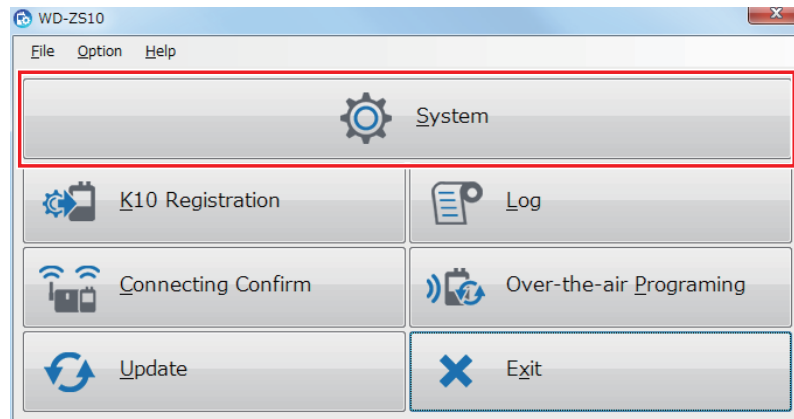 WD-ZS10
File Option Help
System
K10 Registration
Log
Connecting Confirm
Over-the-air Programing
Update
Exit